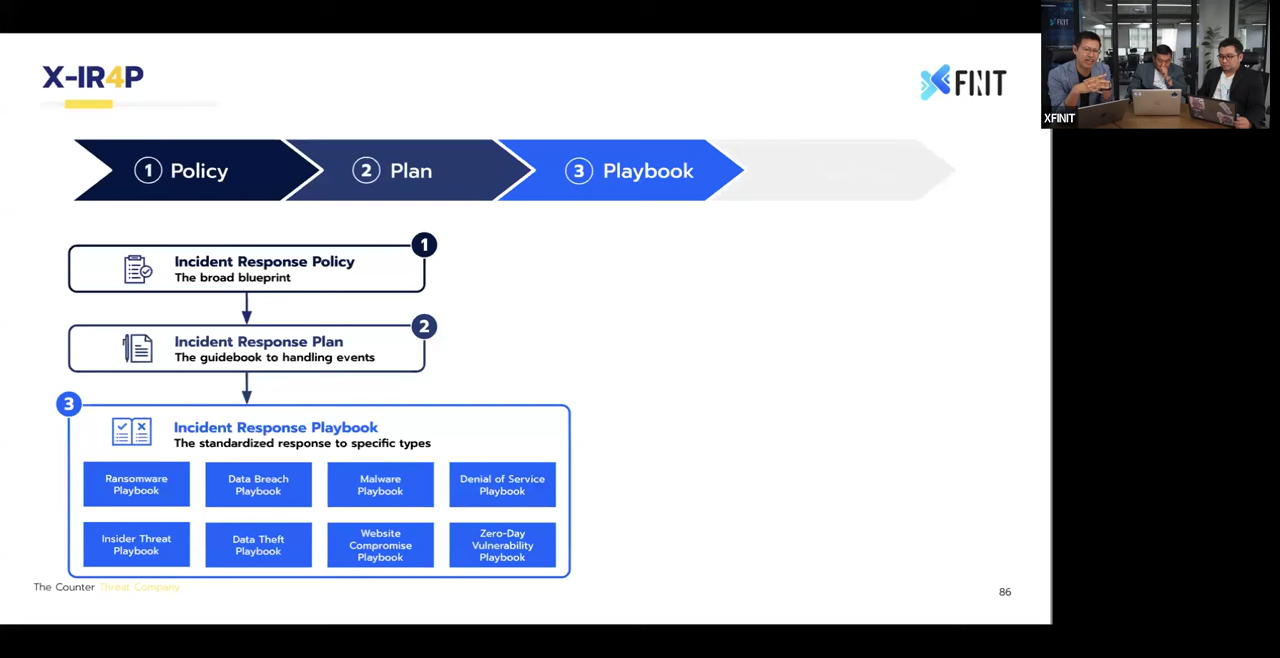 X-IR4P
XFINIT
XFINIT
1 Policy
2 Plan
3 Playbook
1
Incident Response Policy
The broad blueprint
2
Incident Response Plan
The guidebook to handling events
3
Incident Response Playbook
The standardized response to specific types
Ransomware
Playbook
Data Breach
Playbook
Malware
Playbook
Denial of Service
Playbook
Insider Threat
Playbook
Data Theft
Playbook
Website
Compromise
Playbook
Zero-Day
Vulnerability
Playbook
The Counter Threat Company
86